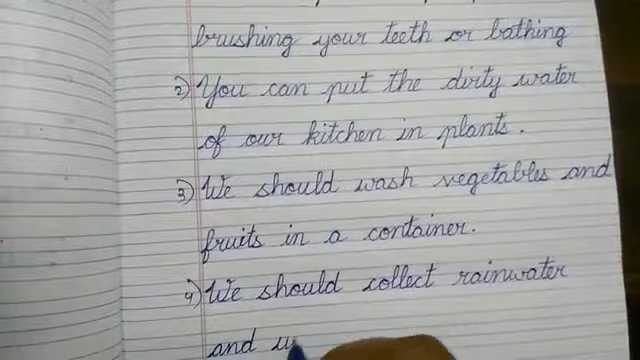 brushing your teeth or bathing
2) You can put the dirty water
of our kitchen in plants.
3) We should wash vegetables and
fruits in a container.
4) We should collect rainwater
and